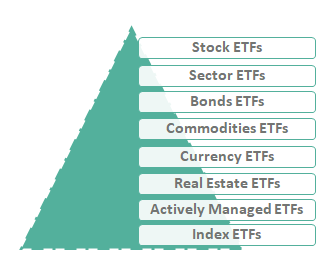 Stock ETFs
Sector ETFs
Bonds ETFs
Commodities ETFs
Currency ETFs
Real Estate ETFs
Actively Managed ETFs
Index ETFs